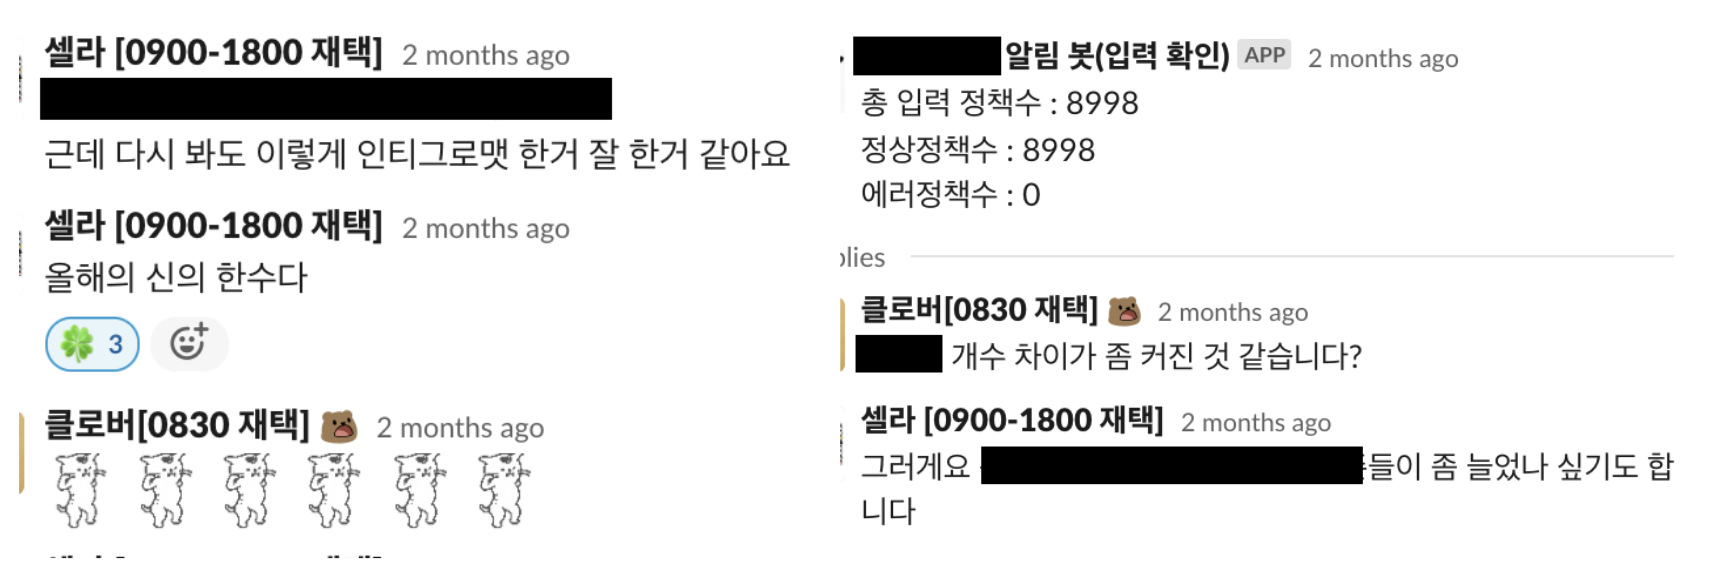 셀라 [0900-1800 재택] 2 months ago
근데 다시 봐도 이렇게 인티그로맷 한거 잘 한거 같아요
셀라 [0900-1800 재택] 2 months ago
올해의 신의 한수다
3
클로버[0830 재택] 2 months ago
알림 봇(입력 확인) APP 2 months ago
총 입력 정책수 : 8998
정상정책수 : 8998
에러정책수 : 0
plies
클로버[0830 재택] 2 months ago
개수 차이가 좀 커진 것 같습니다?
셀라 [0900-1800 재택] 2 months ago
그러게요 들이 좀 늘었나 싶기도 합
니다